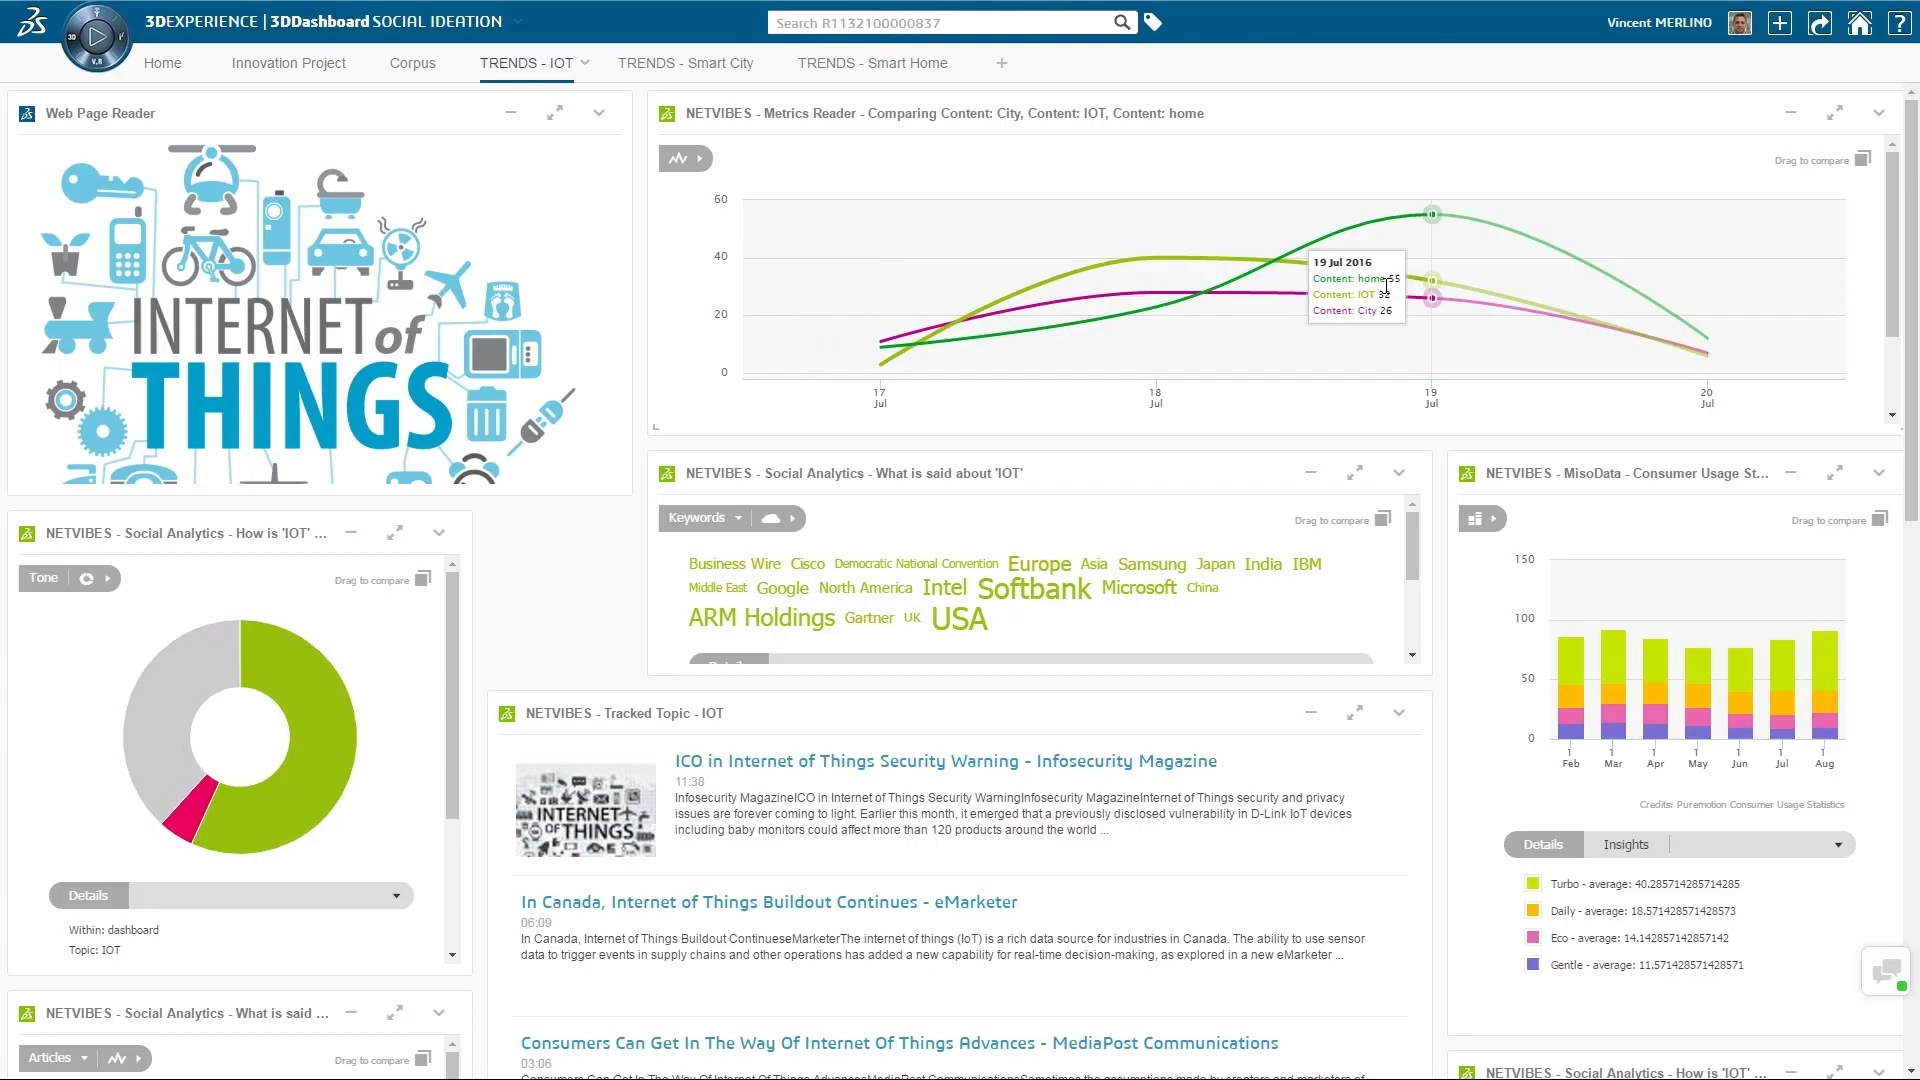 3DEXPERIENCE | 3DDashboard SOCIAL IDEATION
Search R1132100000837
Vincent MERLINO
3D
V.R
Home
Innovation Project
Corpus
TRENDS - IOT
TRENDS - Smart City
TRENDS - Smart Home
Web Page Reader
INTERNET of
THINGS
NETVIBES - Metrics Reader - Comparing Content: City, Content: IOT, Content: home
Drag to compare
60
40
20
0
19 Jul 2016
Content: home 55
Content: IOT 32
Content: City 26
17
Jul
18
Jul
19
Jul
20
Jul
NETVIBES - Social Analytics - What is said about 'IOT'
Keywords
Drag to compare
Business Wire Cisco Democratic National Convention Europe Asia Samsung Japan India IBM
Middle East Google North America Intel Softbank Microsoft China
ARM Holdings Gartner UK USA
NETVIBES - MisoData - Consumer Usage St...
Drag to compare
150
100
50
0
1
Feb
1
Mar
1
Apr
1
May
1
Jun
1
Jul
1
Aug
Credits: Puremotion Consumer Usage Statistics
Details
Insights
Turbo - average: 40.285714285714285
Daily - average: 18.571428571428573
Eco - average: 14.142857142857142
Gentle - average: 11.571428571428571
NETVIBES - Social Analytics - How is 'IOT' ...
Tone
Drag to compare
Details
Within: dashboard
Topic: IOT
NETVIBES - Tracked Topic - IOT
INTERNET
OF THINGS
ICO in Internet of Things Security Warning - Infosecurity Magazine
11:38
Infosecurity MagazineICO in Internet of Things Security WarningInfosecurity MagazineInternet of Things security and privacy
issues are forever coming to light. Earlier this month, it emerged that a previously disclosed vulnerability in D-Link IoT devices
including baby monitors could affect more than 120 products around the world ...
In Canada, Internet of Things Buildout Continues - eMarketer
06:09
In Canada, Internet of Things Buildout ContinueseMarketerThe internet of things (IoT) is a rich data source for industries in Canada. The ability to use sensor
data to trigger events in supply chains and other operations has added a new capability for real-time decision-making, as explored in a new eMarketer ...
Consumers Can Get In The Way Of Internet Of Things Advances - MediaPost Communications
03:06
NETVIBES - Social Analytics - What is said ...
Articles
Drag to compare
NETVIBES - Social Analytics - How is 'IOT' ...